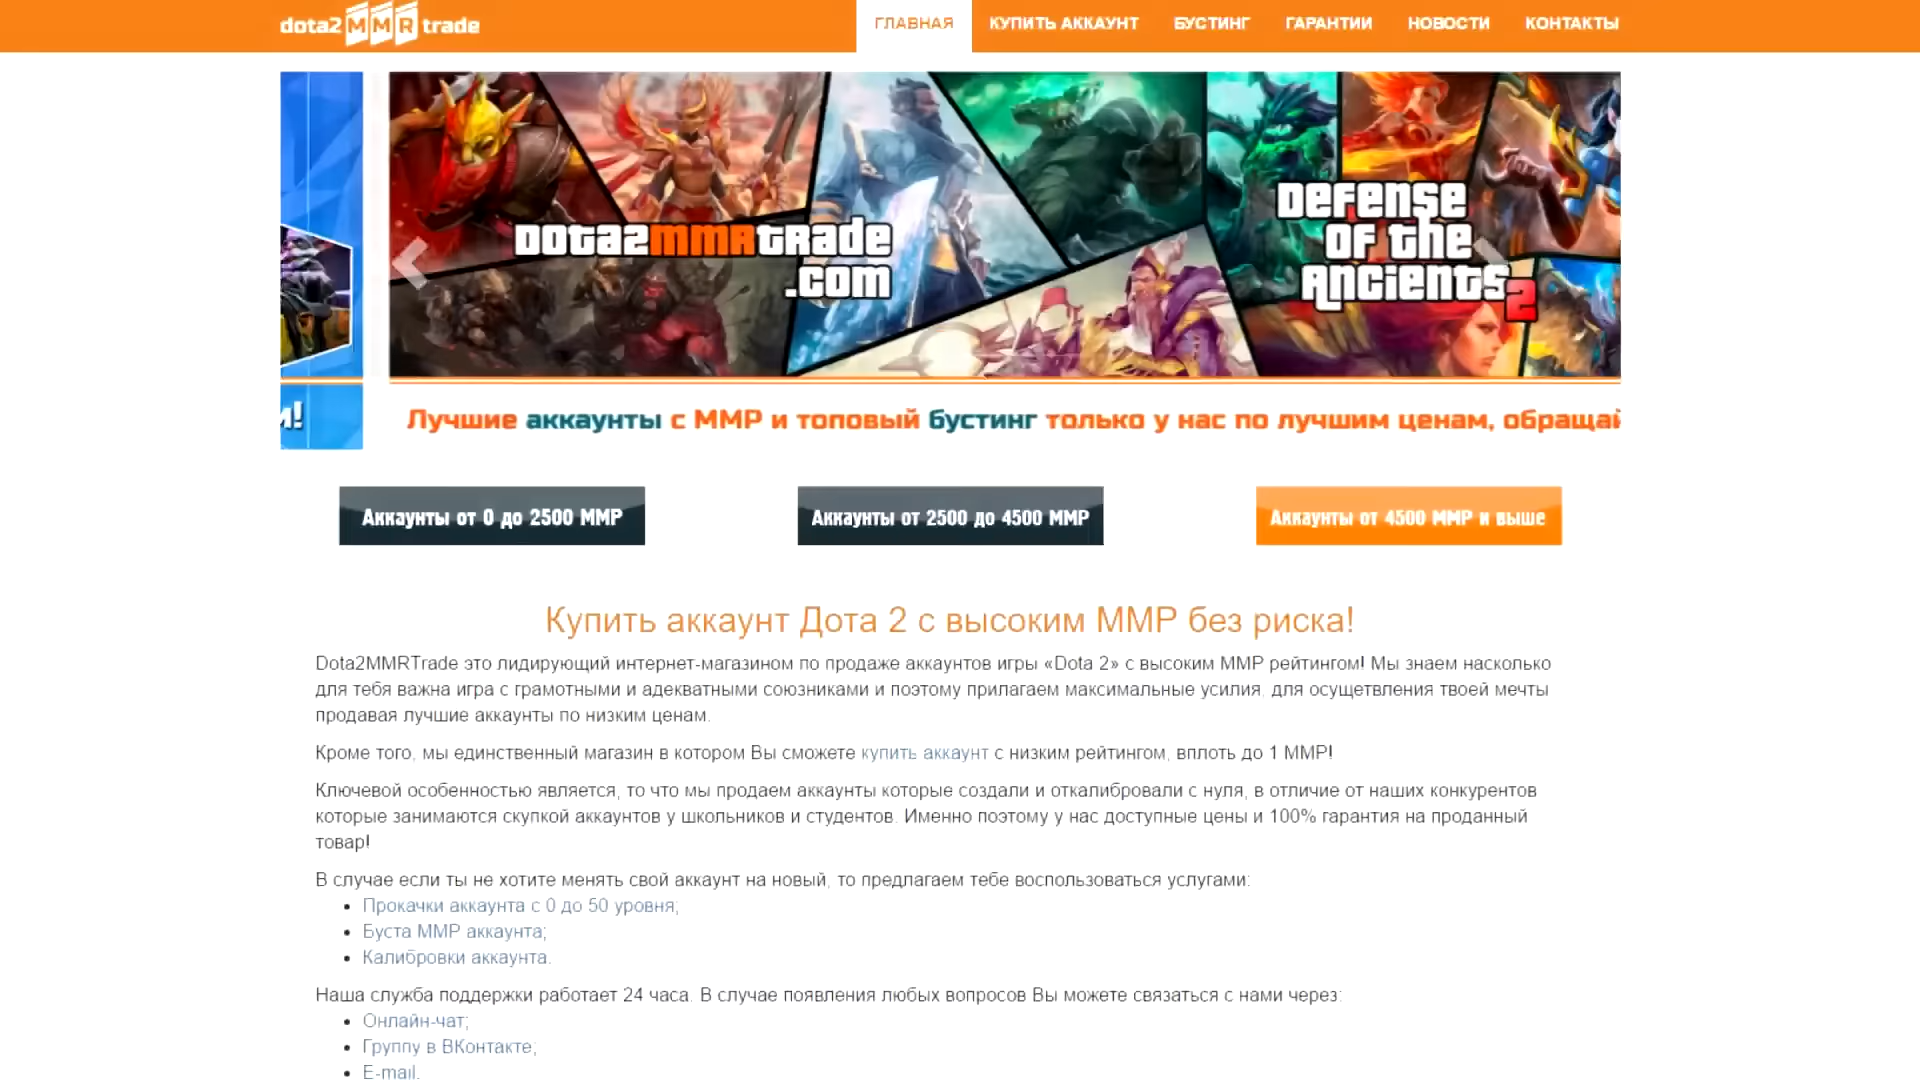 dota2 MMR trade
ГЛАВНАЯ
КУПИТЬ АККАУНТ
БУСТИНГ
ГАРАНТИИ
НОВОСТИ
КОНТАКТЫ
DOTA2MMRTRADE
.COM
DEFENSE
OF THE
ANCIENTS 2
Лучшие аккаунты с ММР и топовый бустинг только у нас по лучшим ценам,
Аккаунты от 0 до 2500 ММР
Аккаунты от 2500 до 4500 ММР
Аккаунты от 4500 ММР и выше
Купить аккаунт Дота 2 с высоким ММР без риска!
Dota2MMRTrade это лидирующий интернет-магазином по продаже аккаунтов игры «Dota 2» с высоким ММР рейтингом! Мы знаем насколько
для тебя важна игра с грамотными и адекватными союзниками и поэтому прилагаем максимальные усилия, для осущетвления твоей мечты
продавая лучшие аккаунты по низким ценам.
Кроме того, мы единственный магазин в котором Вы сможете купить аккаунт с низким рейтингом, вплоть до 1 ММР!
Ключевой особенностью является, то что мы продаем аккаунты которые создали и откалибровали с нуля, в отличие от наших конкурентов
которые занимаются скупкой аккаунтов у школьников и студентов. Именно поэтому у нас доступные цены и 100% гарантия на проданный
товар!
В случае если ты не хотите менять свой аккаунт на новый, то предлагаем тебе воспользоваться услугами:
Прокачки аккаунта с 0 до 50 уровня;
Буста ММР аккаунта;
Калибровки аккаунта.
Наша служба поддержки работает 24 часа. В случае появления любых вопросов Вы можете связаться с нами через:
Онлайн-чат;
Группу в ВКонтакте;
E-mail.